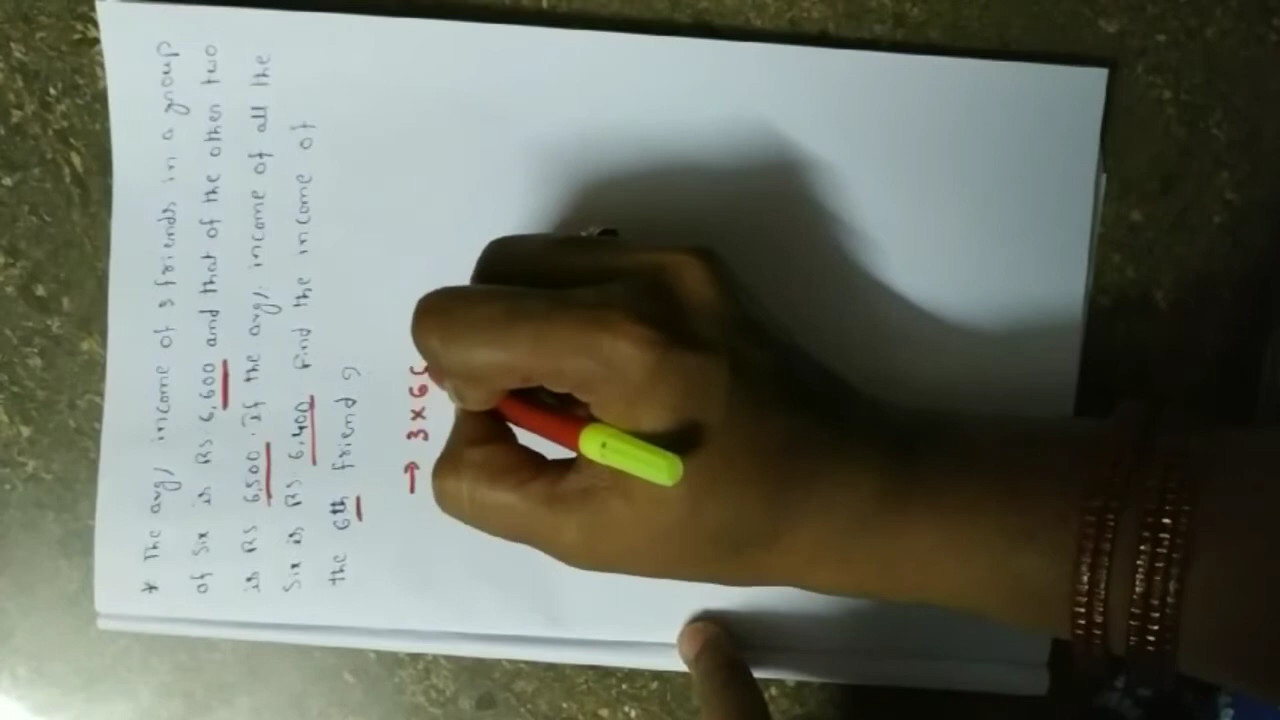 * The avg/. income of 3 friends in a group
of six is Rs 6,600 and that of the other two
is Rs 6,500. If the avg/. income of all the
Six is Rs. 6,400 Find the income of
the 6th friend ?
→ 3×6